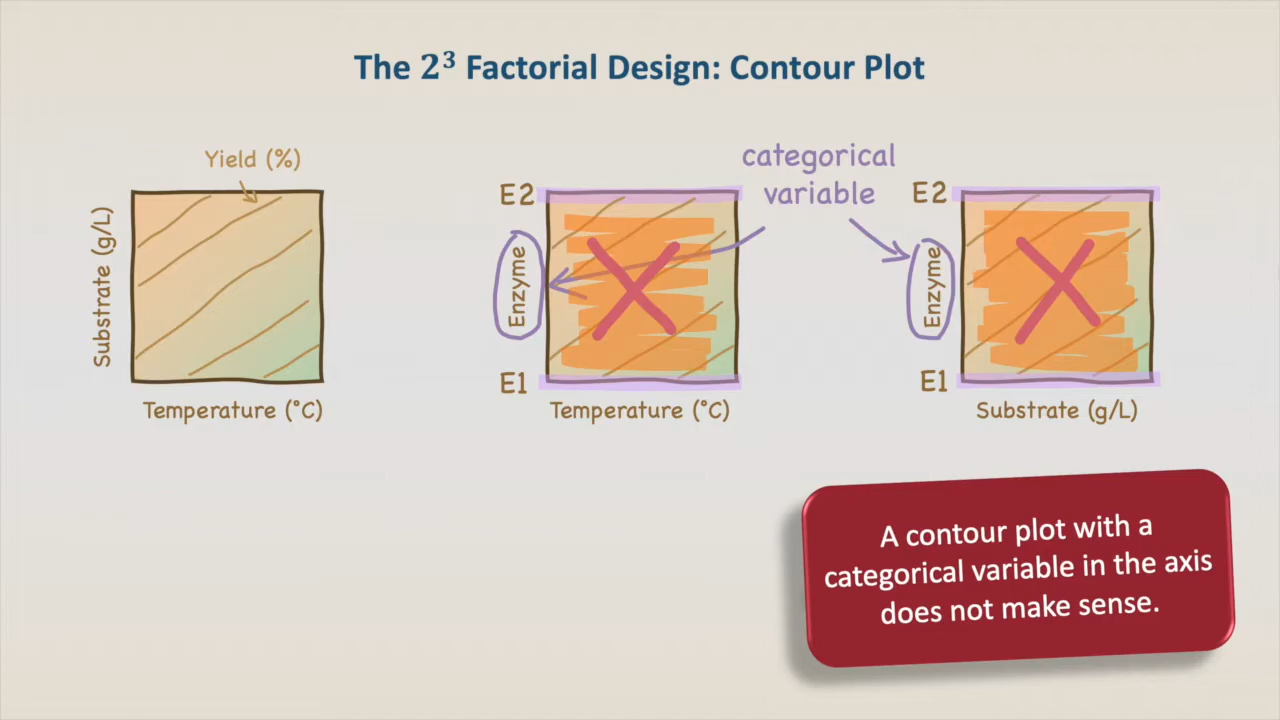 The 2³ Factorial Design: Contour Plot
Yield (%)
Substrate (g/L)
Temperature (°C)
categorical
variable
E2
Enzyme
E1
Temperature (°C)
E2
Enzyme
E1
Substrate (g/L)
A contour plot with a
categorical variable in the axis
does not make sense.